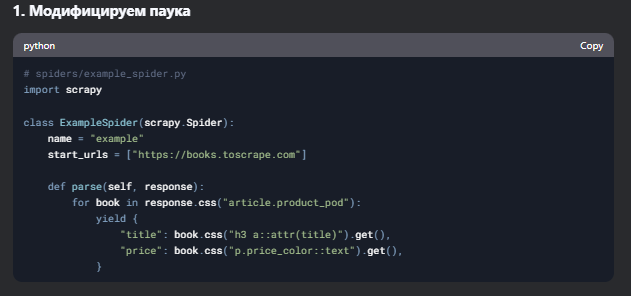 1. Модифицируем паука
python Copy
# spiders/example_spider.py
import scrapy

class ExampleSpider(scrapy.Spider):
    name = "example"
    start_urls = ["https://books.toscrape.com"]

    def parse(self, response):
        for book in response.css("article.product_pod"):
            yield {
                "title": book.css("h3 a::attr(title)").get(),
                "price": book.css("p.price_color::text").get(),
            }